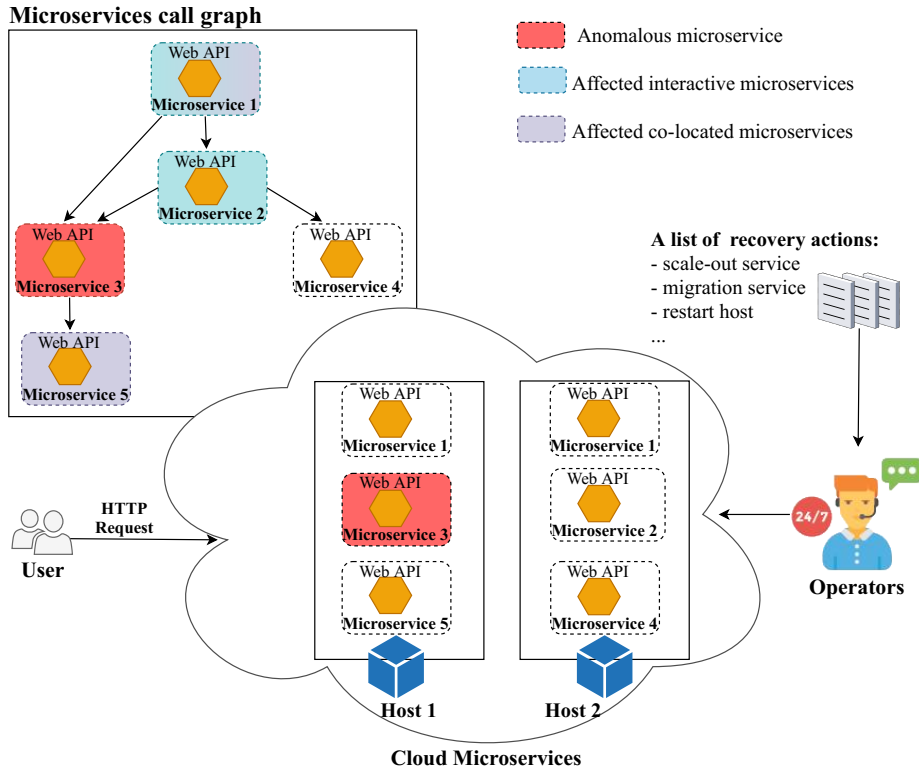 Microservices call graph
Web API
Microservice 1
Web API
Microservice 2
Web API
Microservice 3
Web API
Microservice 4
Web API
Microservice 5
Anomalous microservice
Affected interactive microservices
Affected co-located microservices
A list of recovery actions:
- scale-out service
- migration service
- restart host
...
Web API
Microservice 1
Web API
Microservice 3
Web API
Microservice 5
Host 1
Web API
Microservice 1
Web API
Microservice 2
Web API
Microservice 4
Host 2
HTTP
Request
User
24/7
Operators
Cloud Microservices